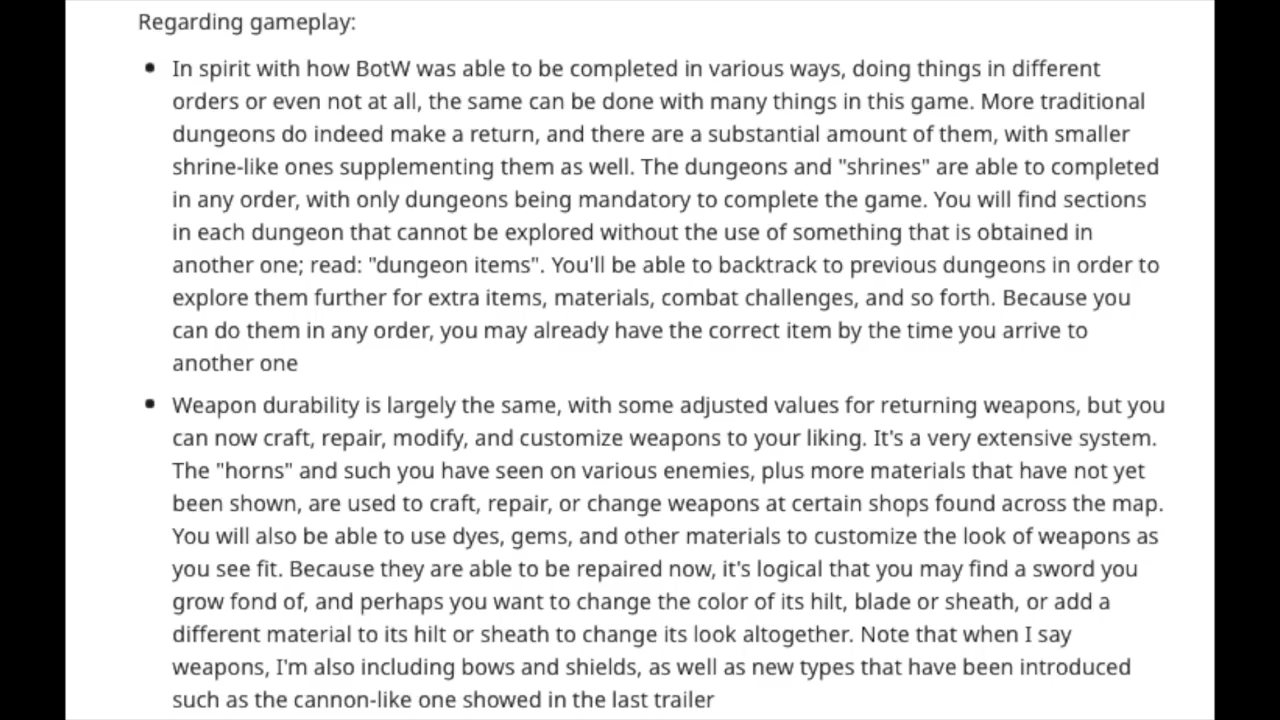 Regarding gameplay:
• In spirit with how BotW was able to be completed in various ways, doing things in different
orders or even not at all, the same can be done with many things in this game. More traditional
dungeons do indeed make a return, and there are a substantial amount of them, with smaller
shrine-like ones supplementing them as well. The dungeons and "shrines" are able to completed
in any order, with only dungeons being mandatory to complete the game. You will find sections
in each dungeon that cannot be explored without the use of something that is obtained in
another one; read: "dungeon items". You'll be able to backtrack to previous dungeons in order to
explore them further for extra items, materials, combat challenges, and so forth. Because you
can do them in any order, you may already have the correct item by the time you arrive to
another one
• Weapon durability is largely the same, with some adjusted values for returning weapons, but you
can now craft, repair, modify, and customize weapons to your liking. It's a very extensive system.
The "horns" and such you have seen on various enemies, plus more materials that have not yet
been shown, are used to craft, repair, or change weapons at certain shops found across the map.
You will also be able to use dyes, gems, and other materials to customize the look of weapons as
you see fit. Because they are able to be repaired now, it's logical that you may find a sword you
grow fond of, and perhaps you want to change the color of its hilt, blade or sheath, or add a
different material to its hilt or sheath to change its look altogether. Note that when I say
weapons, I'm also including bows and shields, as well as new types that have been introduced
such as the cannon-like one showed in the last trailer